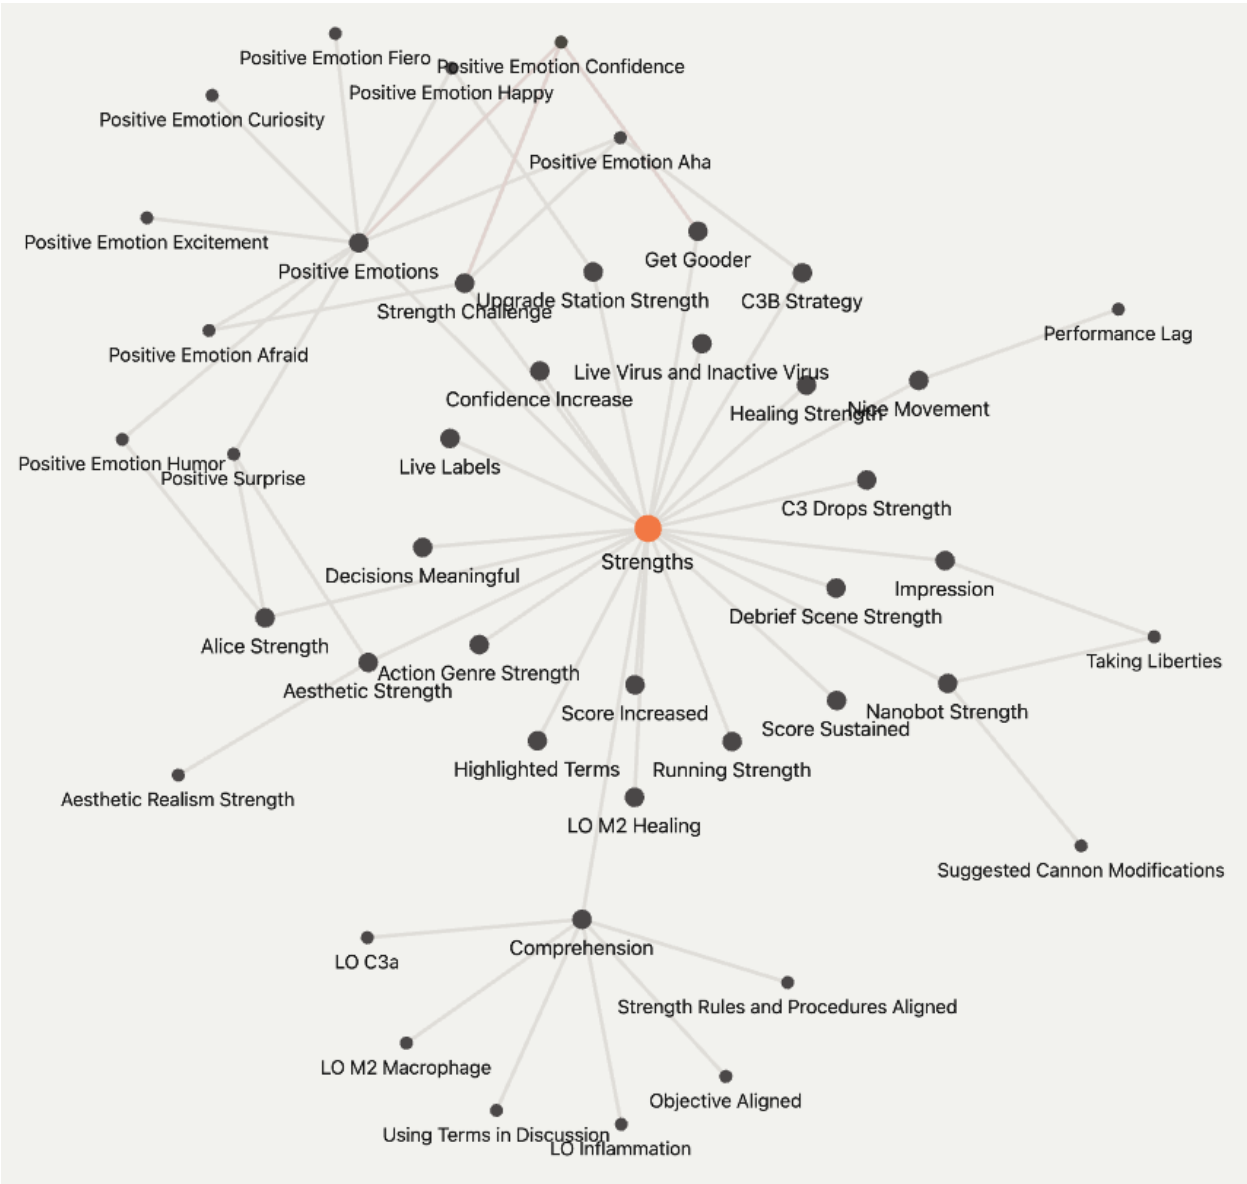 Positive Emotion Fiero
Positive Emotion Confidence
Positive Emotion Happy
Positive Emotion Curiosity
Positive Emotion Aha
Positive Emotion Excitement
Get Gooder
Positive Emotions
Upgrade Station Strength
C3B Strategy
Strength Challenge
Performance Lag
Positive Emotion Afraid
Live Virus and Inactive Virus
Confidence Increase
Healing Strength
Nice Movement
Positive Emotion Humor
Live Labels
Positive Surprise
C3 Drops Strength
Strengths
Decisions Meaningful
Impression
Debrief Scene Strength
Alice Strength
Taking Liberties
Action Genre Strength
Aesthetic Strength
Score Increased
Nanobot Strength
Score Sustained
Highlighted Terms
Running Strength
Aesthetic Realism Strength
LO M2 Healing
Suggested Cannon Modifications
Comprehension
LO C3a
Strength Rules and Procedures Aligned
LO M2 Macrophage
Objective Aligned
Using Terms in Discussion
LO Inflammation